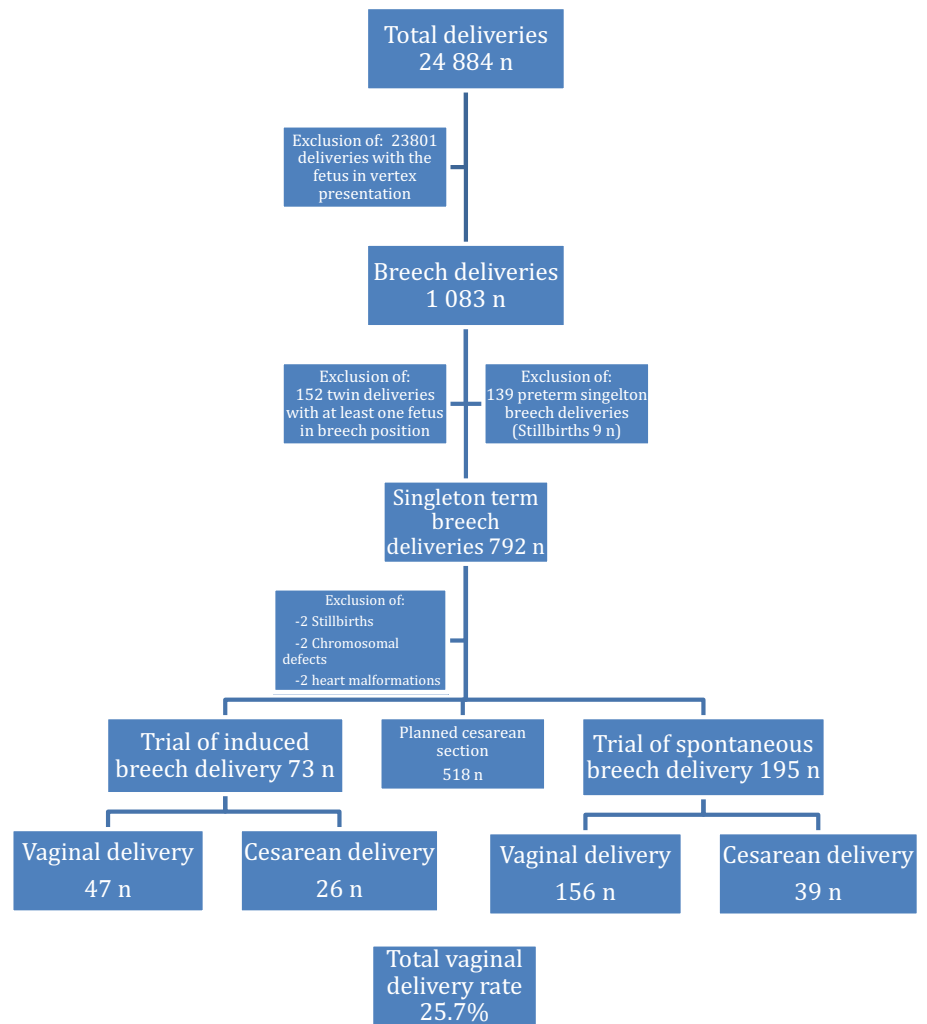 Total deliveries
24 884 n
Exclusion of:  23801
deliveries with the
fetus in vertex
presentation
Breech deliveries
1 083 n
Exclusion of:
152 twin deliveries
with at least one fetus
in breech position
Exclusion of:
139 preterm singelton
breech deliveries
(Stillbirths 9 n)
Singleton term
breech
deliveries 792 n
Exclusion of:
-2 Stillbirths
-2 Chromosomal
defects
-2 heart malformations
Trial of induced
breech delivery 73 n
Planned cesarean
section
518 n
Trial of spontaneous
breech delivery 195 n
Vaginal delivery
47 n
Cesarean delivery
26 n
Vaginal delivery
156 n
Cesarean delivery
39 n
Total vaginal
delivery rate
25.7%